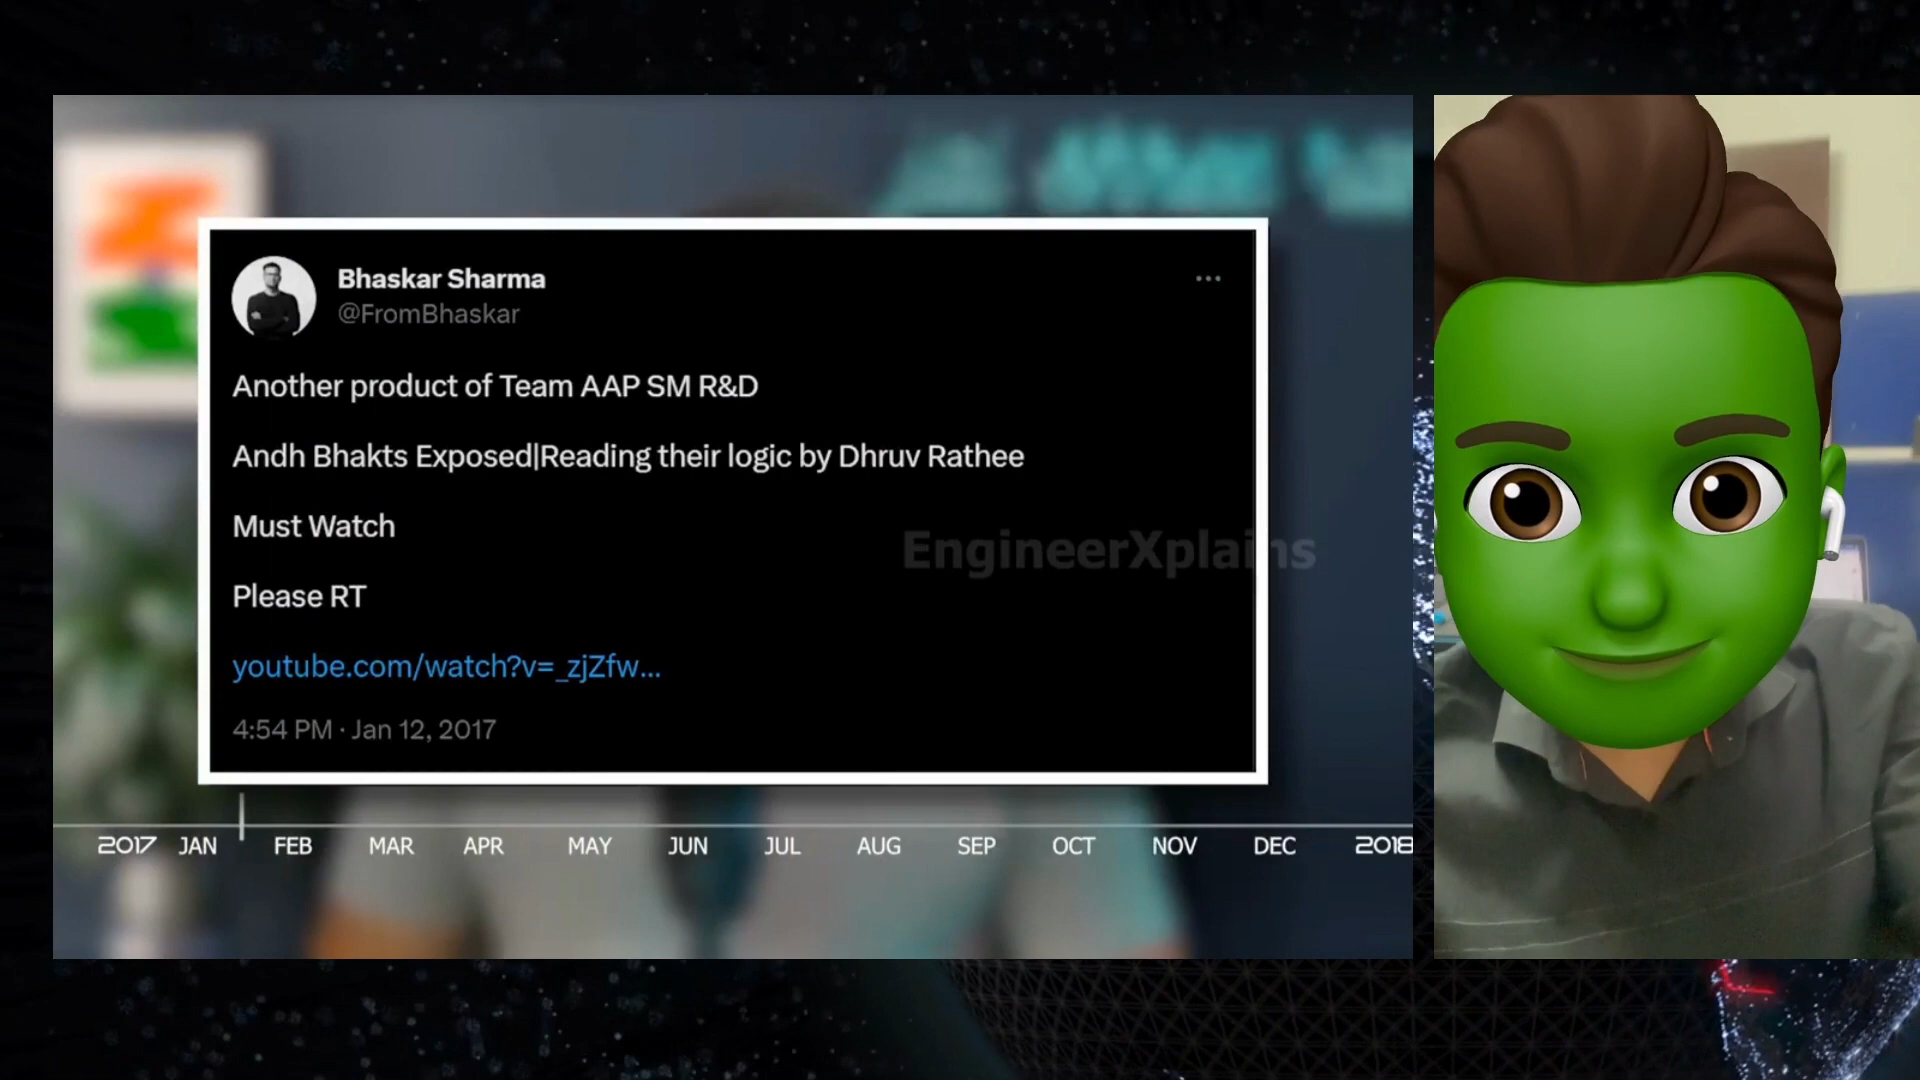 Bhaskar Sharma
@FromBhaskar
Another product of Team AAP SM R&D
Andh Bhakts Exposed|Reading their logic by Dhruv Rathee
Must Watch
Please RT
youtube.com/watch?v=_zjZfw...
4:54 PM · Jan 12, 2017
EngineerXplains
2017 JAN FEB MAR APR MAY JUN JUL AUG SEP OCT NOV DEC 2018